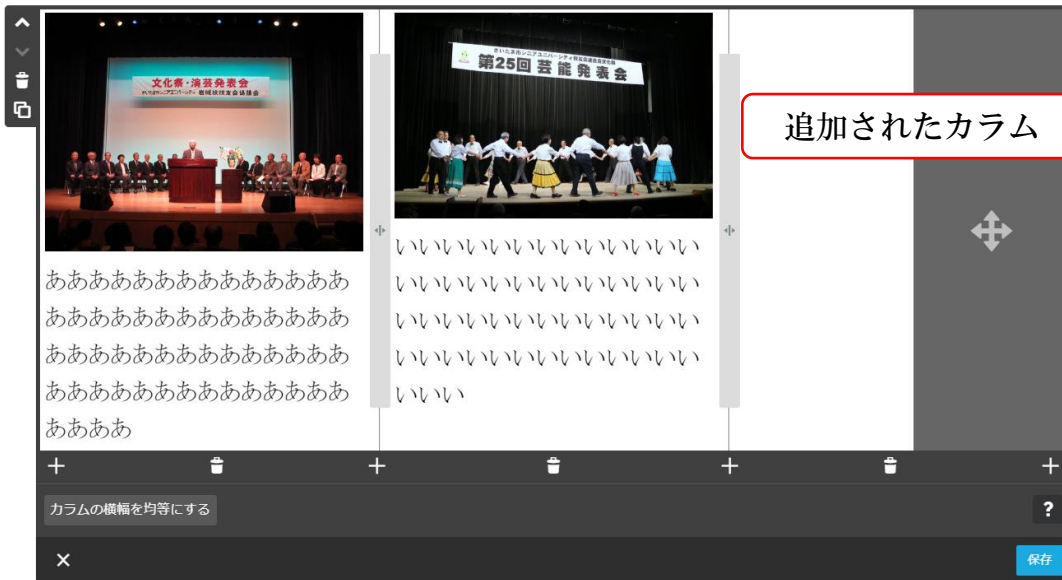 文化祭・演芸発表会
第25回 芸能発表会
追加されたカラム
ああああああああああああああ
ああああああああああああああ
ああああああああああああああ
ああああああああああああああ
ああああ
いいいいいいいいいいいいい
いいいいいいいいいいいいい
いいいいいいいいいいいいい
いいいいいいいいいいいいい
いいい
カラムの横幅を均等にする
?
保存